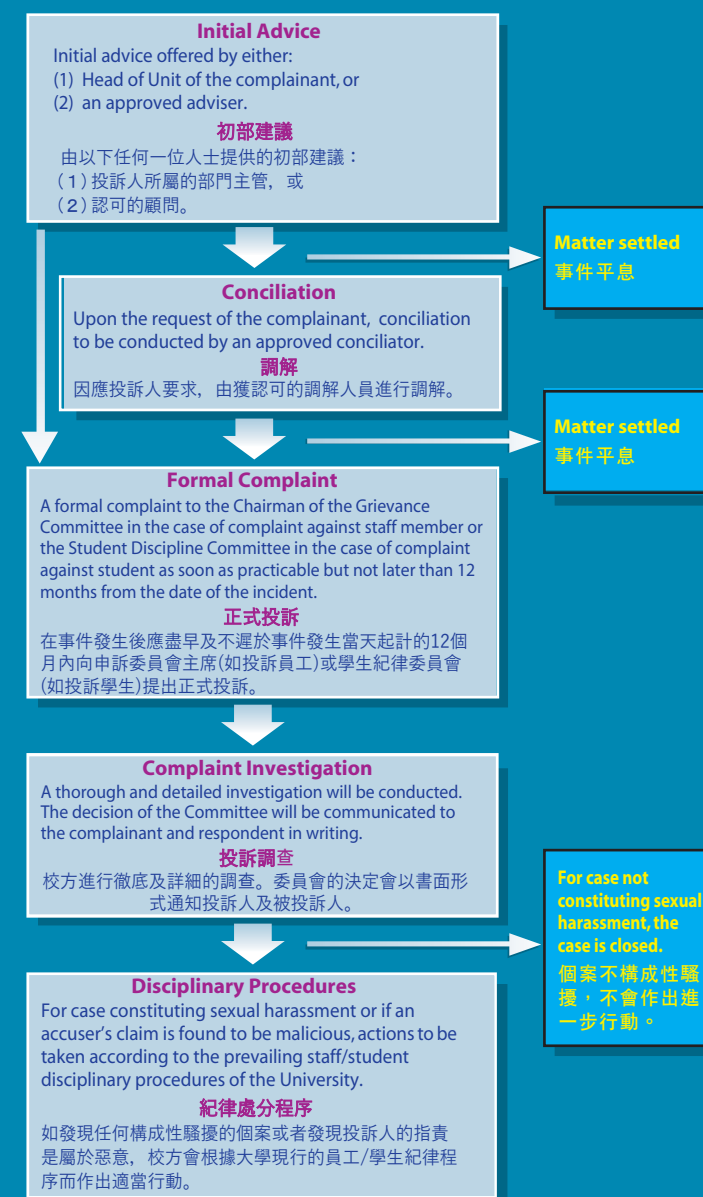 Initial Advice
Initial advice offered by either:
(1) Head of Unit of the complainant, or
(2) an approved adviser.
初部建議
由以下任何一位人士提供的初部建議：
(1)投訴人所屬的部門主管，或
(2)認可的顧問。
Matter settled
事件平息
Conciliation
Upon the request of the complainant, conciliation
to be conducted by an approved conciliator.
調解
因應投訴人要求，由獲認可的調解人員進行調解。
Matter settled
事件平息
Formal Complaint
A formal complaint to the Chairman of the Grievance
Committee in the case of complaint against staff member or
the Student Discipline Committee in the case of complaint
against student as soon as practicable but not later than 12
months from the date of the incident.
正式投訴
在事件發生後應盡早及不遲於事件發生當天起計的12個
月內向申訴委員會主席(如投訴員工)或學生紀律委員會
(如投訴學生)提出正式投訴。
Complaint Investigation
A thorough and detailed investigation will be conducted.
The decision of the Committee will be communicated to
the complainant and respondent in writing.
投訴調查
校方進行徹底及詳細的調查。委員會的決定會以書面形
式通知投訴人及被投訴人。
For case not
constituting sexual
harassment, the
case is closed.
個案不構成性騷
擾，不會作出進
一步行動。
Disciplinary Procedures
For case constituting sexual harassment or if an
accuser's claim is found to be malicious, actions to be
taken according to the prevailing staff/student
disciplinary procedures of the University.
紀律處分程序
如發現任何構成性騷擾的個案或者發現投訴人的指責
是屬於惡意，校方會根據大學現行的員工/學生紀律程
序而作出適當行動。